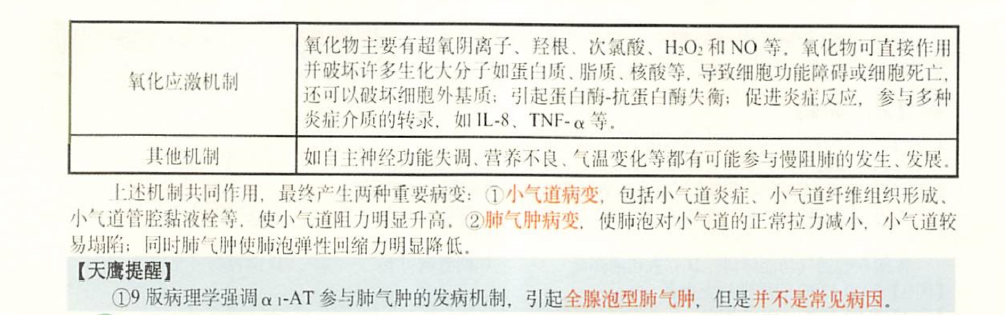 氧化应激机制
氧化物主要有超氧阴离子、羟根、次氯酸、H₂O₂和 NO 等，氧化物可直接作用
并破坏许多生化大分子如蛋白质、脂质、核酸等，导致细胞功能障碍或细胞死亡，
还可以破坏细胞外基质；引起蛋白酶-抗蛋白酶失衡；促进炎症反应，参与多种
炎症介质的转录，如 IL-8、TNF-α 等。
其他机制
如自主神经功能失调、营养不良、气温变化等都有可能参与慢阻肺的发生、发展。
上述机制共同作用，最终产生两种重要病变：①小气道病变，包括小气道炎症、小气道纤维组织形成、
小气道管腔黏液栓等，使小气道阻力明显升高，②肺气肿病变，使肺泡对小气道的正常拉力减小，小气道较
易塌陷；同时肺气肿使肺泡弹性回缩力明显降低。
【天鹰提醒】
①9 版病理学强调 α₁-AT 参与肺气肿的发病机制，引起全腺泡型肺气肿，但是并不是常见病因。